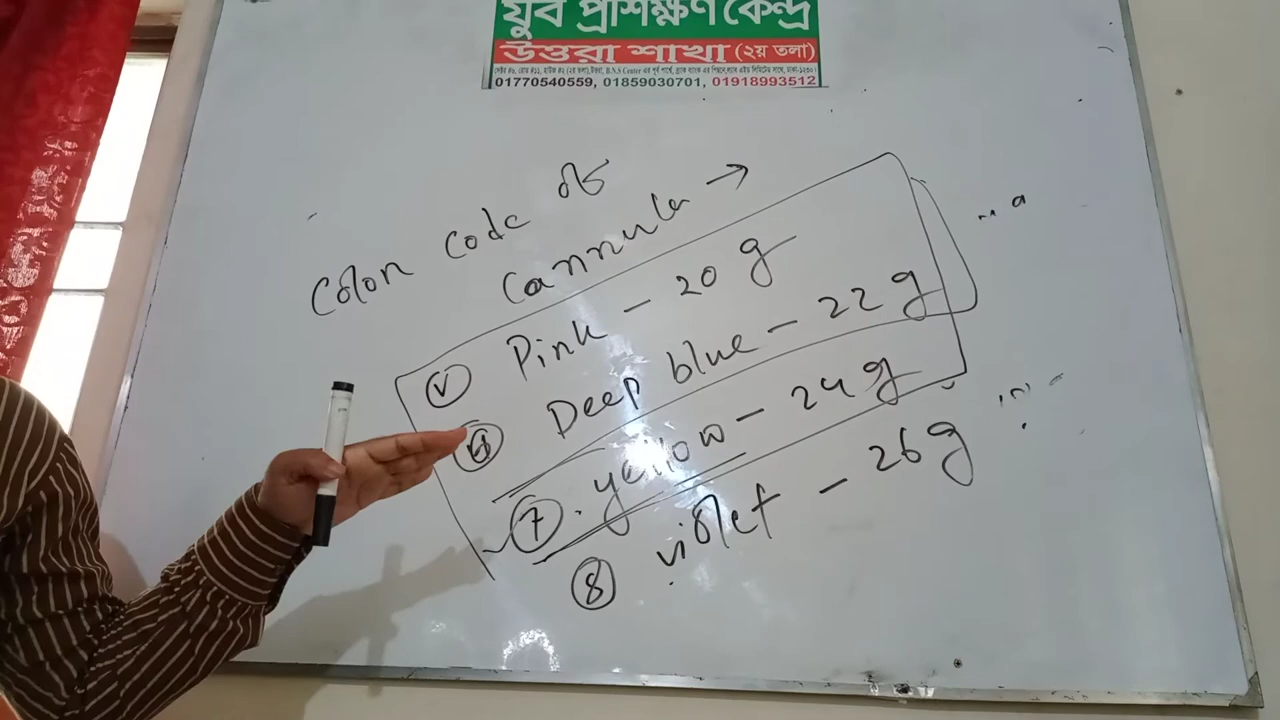 যুব প্রশিক্ষণ কেন্দ্র
উত্তরা শাখা (২য় তলা)
01770540559, 01859030701, 01918993512
Color code of
Cannula →
Pink - 20 g
Deep blue - 22 g
7. yellow - 24 g
8 violet - 26 g